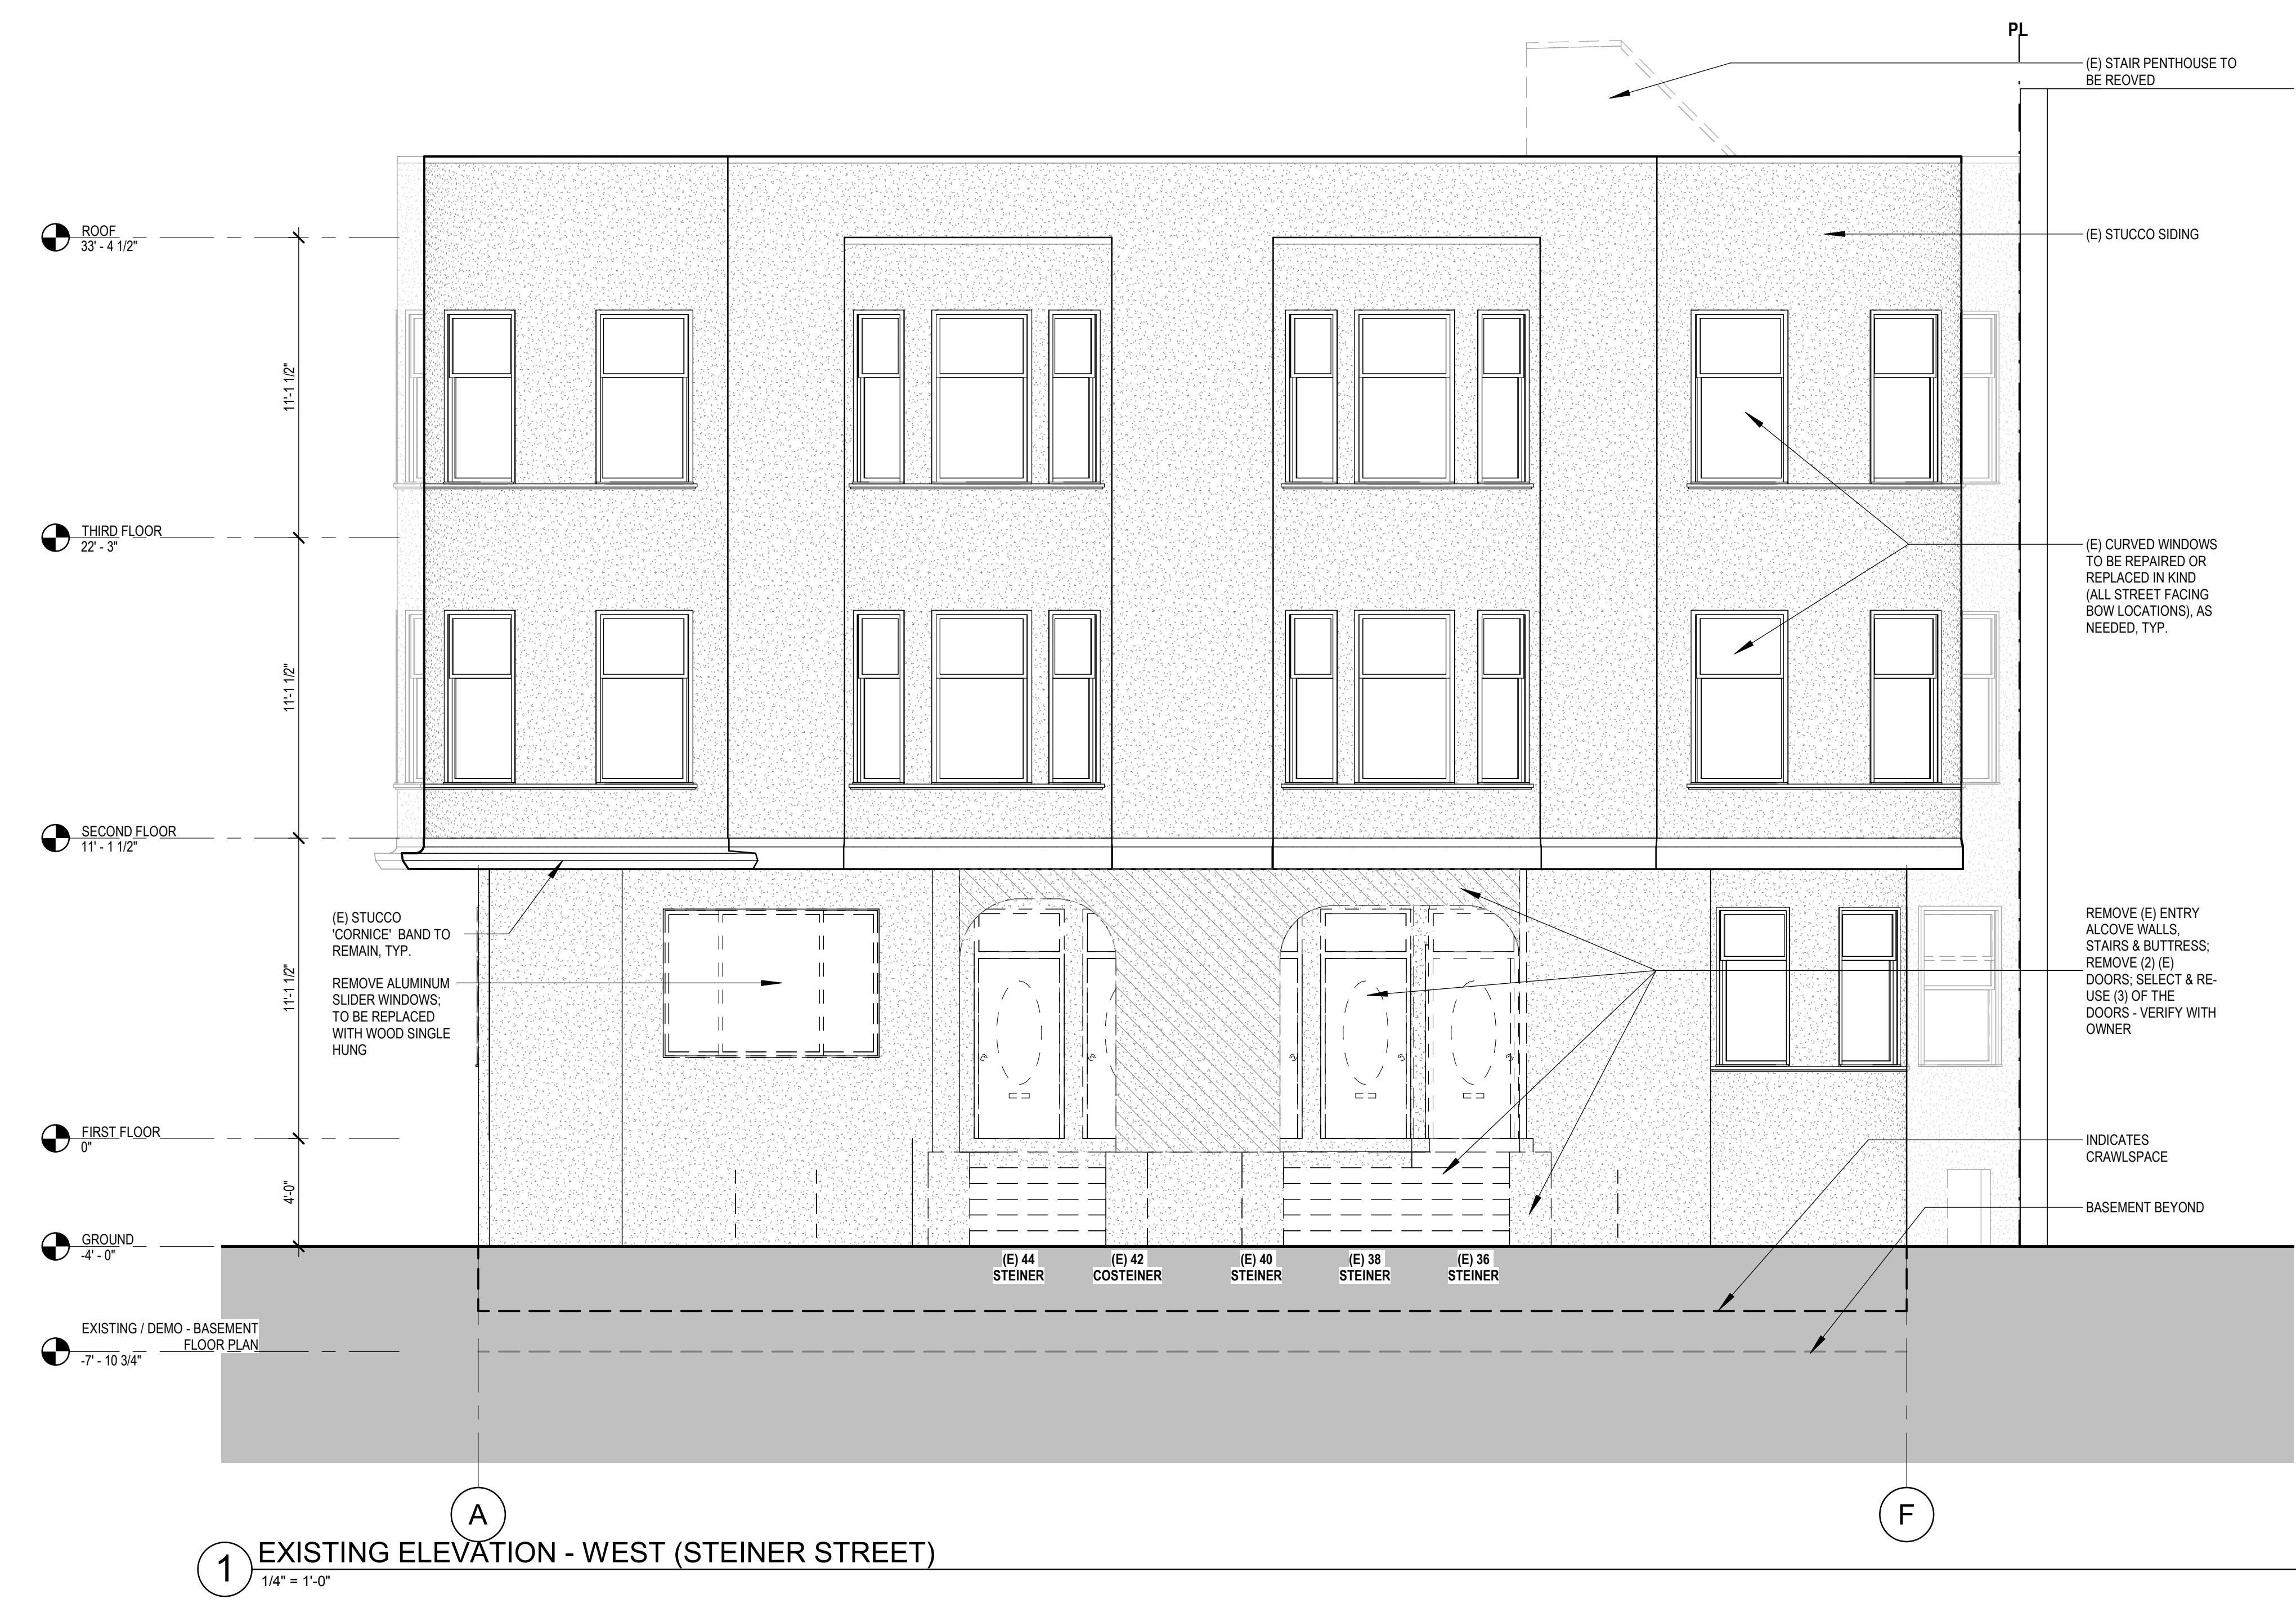 PL
(E) STAIR PENTHOUSE TO
BE REOVED
ROOF
33' - 4 1/2"
(E) STUCCO SIDING
11'-1 1/2"
THIRD FLOOR
22' - 3"
(E) CURVED WINDOWS
TO BE REPAIRED OR
REPLACED IN KIND
(ALL STREET FACING
BOW LOCATIONS), AS
NEEDED, TYP.
11'-1 1/2"
SECOND FLOOR
11' - 1 1/2"
(E) STUCCO
'CORNICE' BAND TO
REMAIN, TYP.
REMOVE ALUMINUM
SLIDER WINDOWS;
TO BE REPLACED
WITH WOOD SINGLE
HUNG
REMOVE (E) ENTRY
ALCOVE WALLS,
STAIRS & BUTTRESS;
REMOVE (2) (E)
DOORS; SELECT & RE-
USE (3) OF THE
DOORS - VERIFY WITH
OWNER
11'-1 1/2"
FIRST FLOOR
0"
INDICATES
CRAWLSPACE
4'-0"
BASEMENT BEYOND
GROUND
-4' - 0"
(E) 44
STEINER
(E) 42
COSTEINER
(E) 40
STEINER
(E) 38
STEINER
(E) 36
STEINER
EXISTING / DEMO - BASEMENT
FLOOR PLAN
-7' - 10 3/4"
A
F
1
EXISTING ELEVATION - WEST (STEINER STREET)
1/4" = 1'-0"